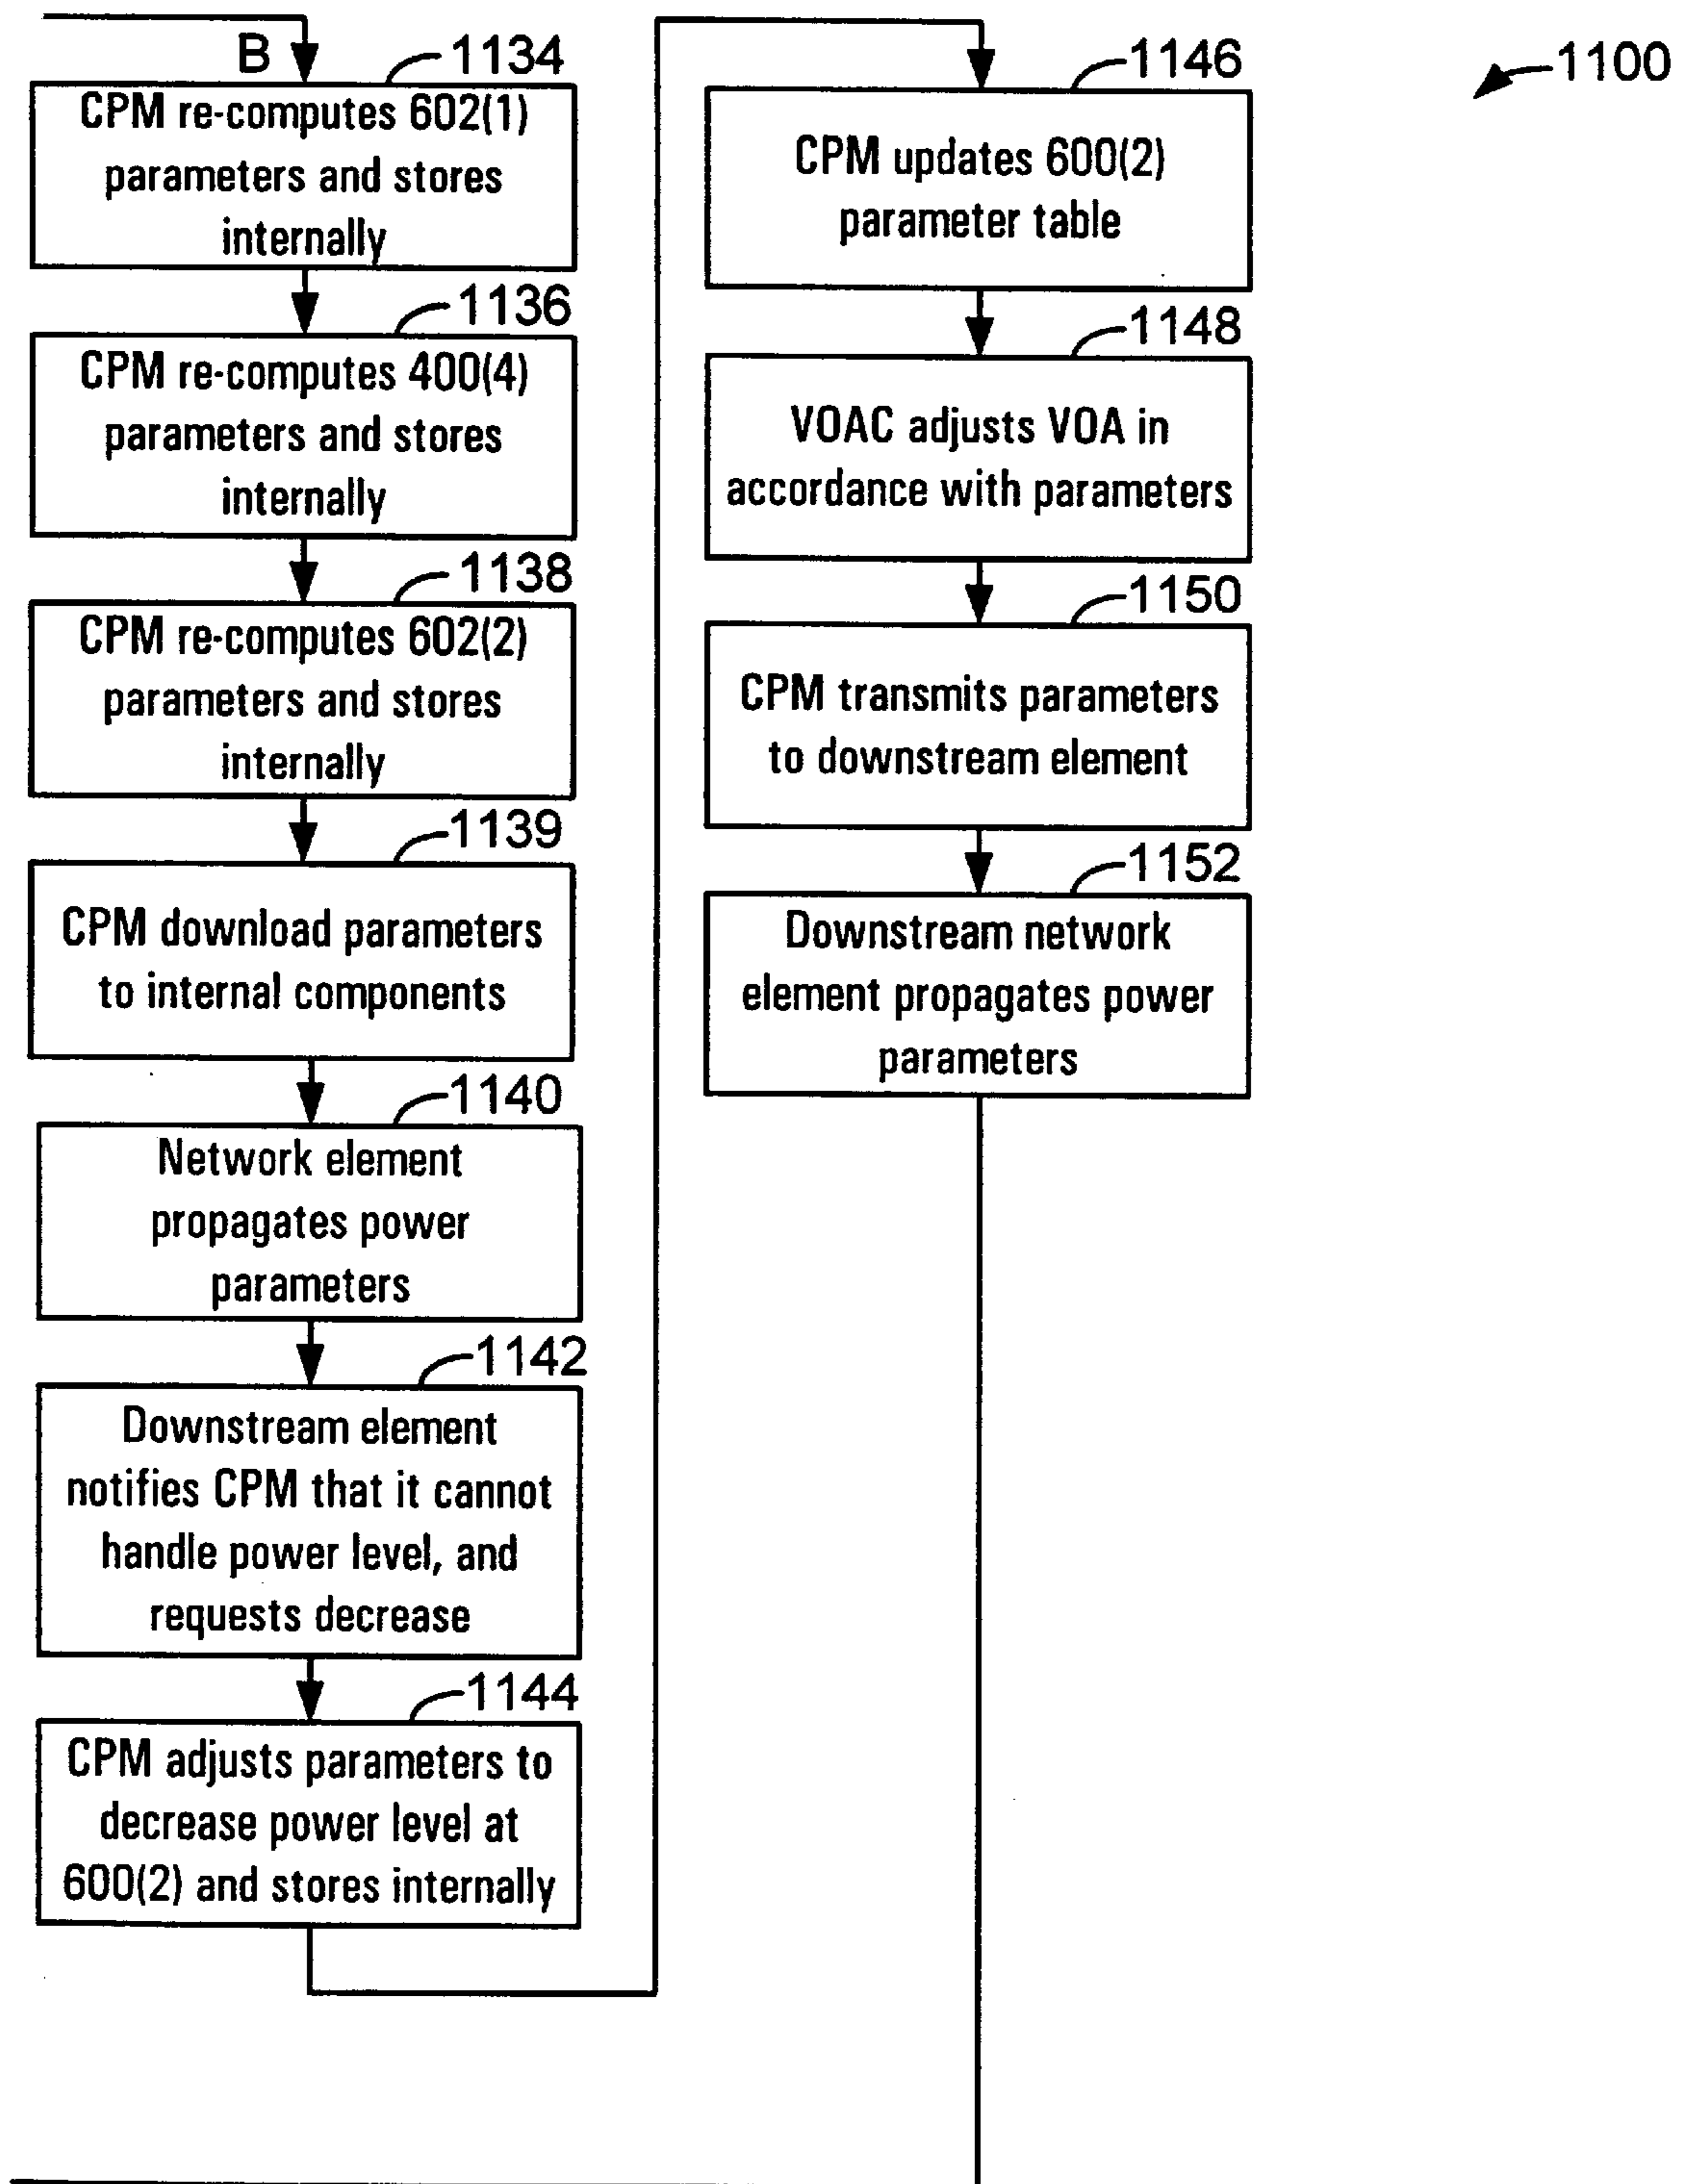 B
1134
CPM re-computes 602(1)
parameters and stores
internally
1136
CPM re-computes 400(4)
parameters and stores
internally
1138
CPM re-computes 602(2)
parameters and stores
internally
1139
CPM download parameters
to internal components
1140
Network element
propagates power
parameters
1142
Downstream element
notifies CPM that it cannot
handle power level, and
requests decrease
1144
CPM adjusts parameters to
decrease power level at
600(2) and stores internally
1146
CPM updates 600(2)
parameter table
1148
VOAC adjusts VOA in
accordance with parameters
1150
CPM transmits parameters
to downstream element
1152
Downstream network
element propagates power
parameters
1100